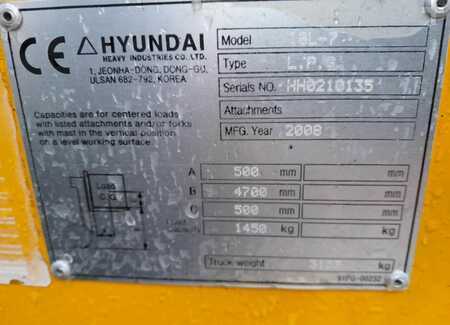 CE HYUNDAI
HEAVY INDUSTRIES CO. LTD.
1, JEONHA-DONG, DONG-GU,
ULSAN 682-792, KOREA
Capacities are for centered loads
with listed attachments and/or forks
with mast in the vertical position
on a level working surface.
Load
C.G.
Model
Type L.P.G
Serials NO. HH0210135
Attachments
MFG. Year 2008
A 500 mm mm
B 4700 mm mm
C 500 mm mm
Load
Capacity 1450 kg kg
Truck weight kg